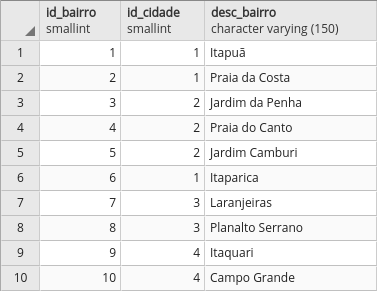 id_bairro id_cidade desc_bairro
smallint smallint character varying (150)
1 1 1 Itapuã
2 2 1 Praia da Costa
3 3 2 Jardim da Penha
4 4 2 Praia do Canto
5 5 2 Jardim Camburi
6 6 1 Itaparica
7 7 3 Laranjeiras
8 8 3 Planalto Serrano
9 9 4 Itaquari
10 10 4 Campo Grande